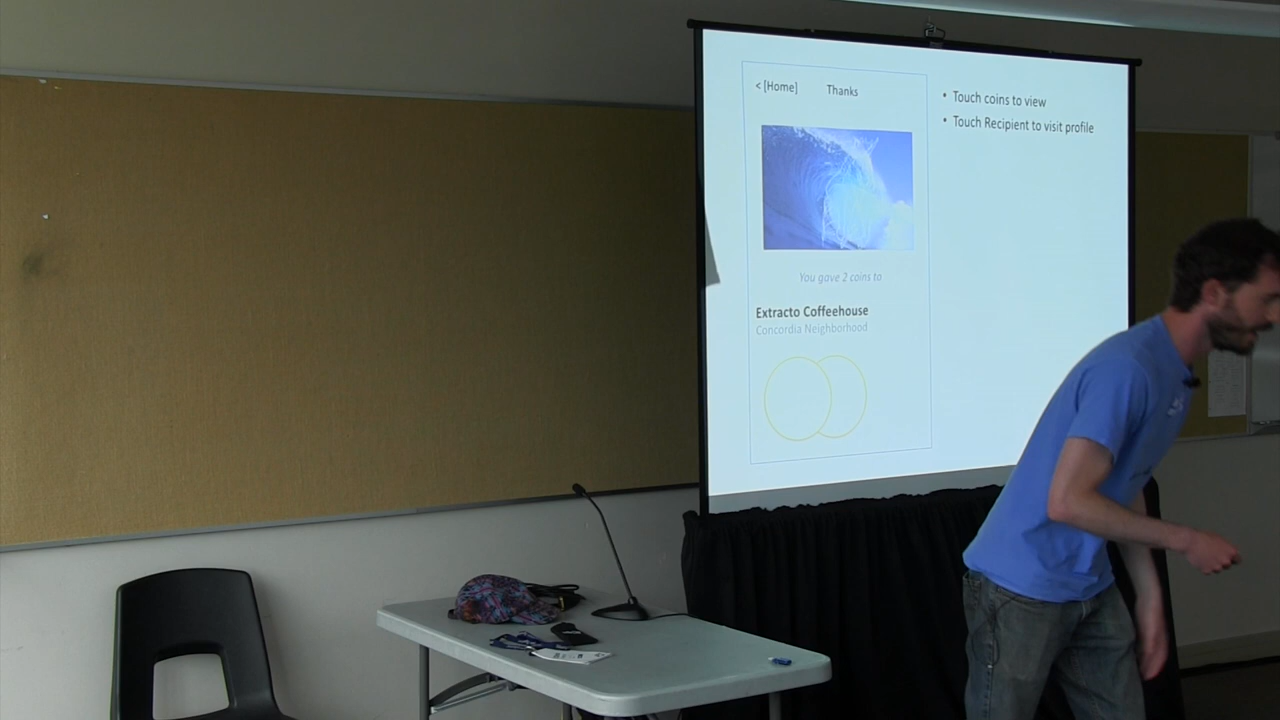 < [Home] Thanks
You gave 2 coins to
Extracto Coffeehouse
Concordia Neighborhood
• Touch coins to view
• Touch Recipient to visit profile